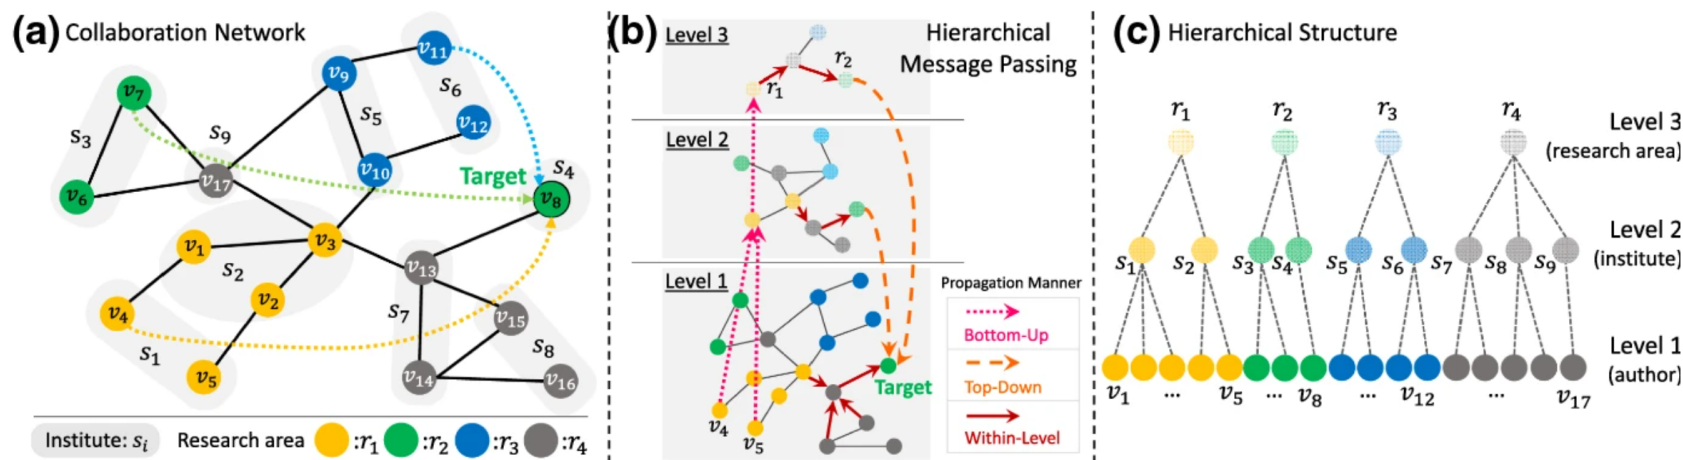 (a) Collaboration Network
v11
v9
v7
s6
s5
s3
s9
v12
v10
Target
s4
v17
v6
v8
v1
v3
s2
v13
v2
v4
s7
v15
s1
s8
v5
v14
v16
Institute: si Research area :r1 :r2 :r3 :r4
(b) Level 3
Hierarchical
Message Passing
r2
r1
Level 2
Level 1
Propagation Manner
Bottom-Up
Top-Down
Within-Level
Target
v4
v5
(c) Hierarchical Structure
r1 r2 r3 r4
Level 3
(research area)
Level 2
(institute)
s1 s2 s3 s4 s5 s6 s7 s8 s9
Level 1
(author)
v1 ... v5 ... v8 ... v12 ... v17